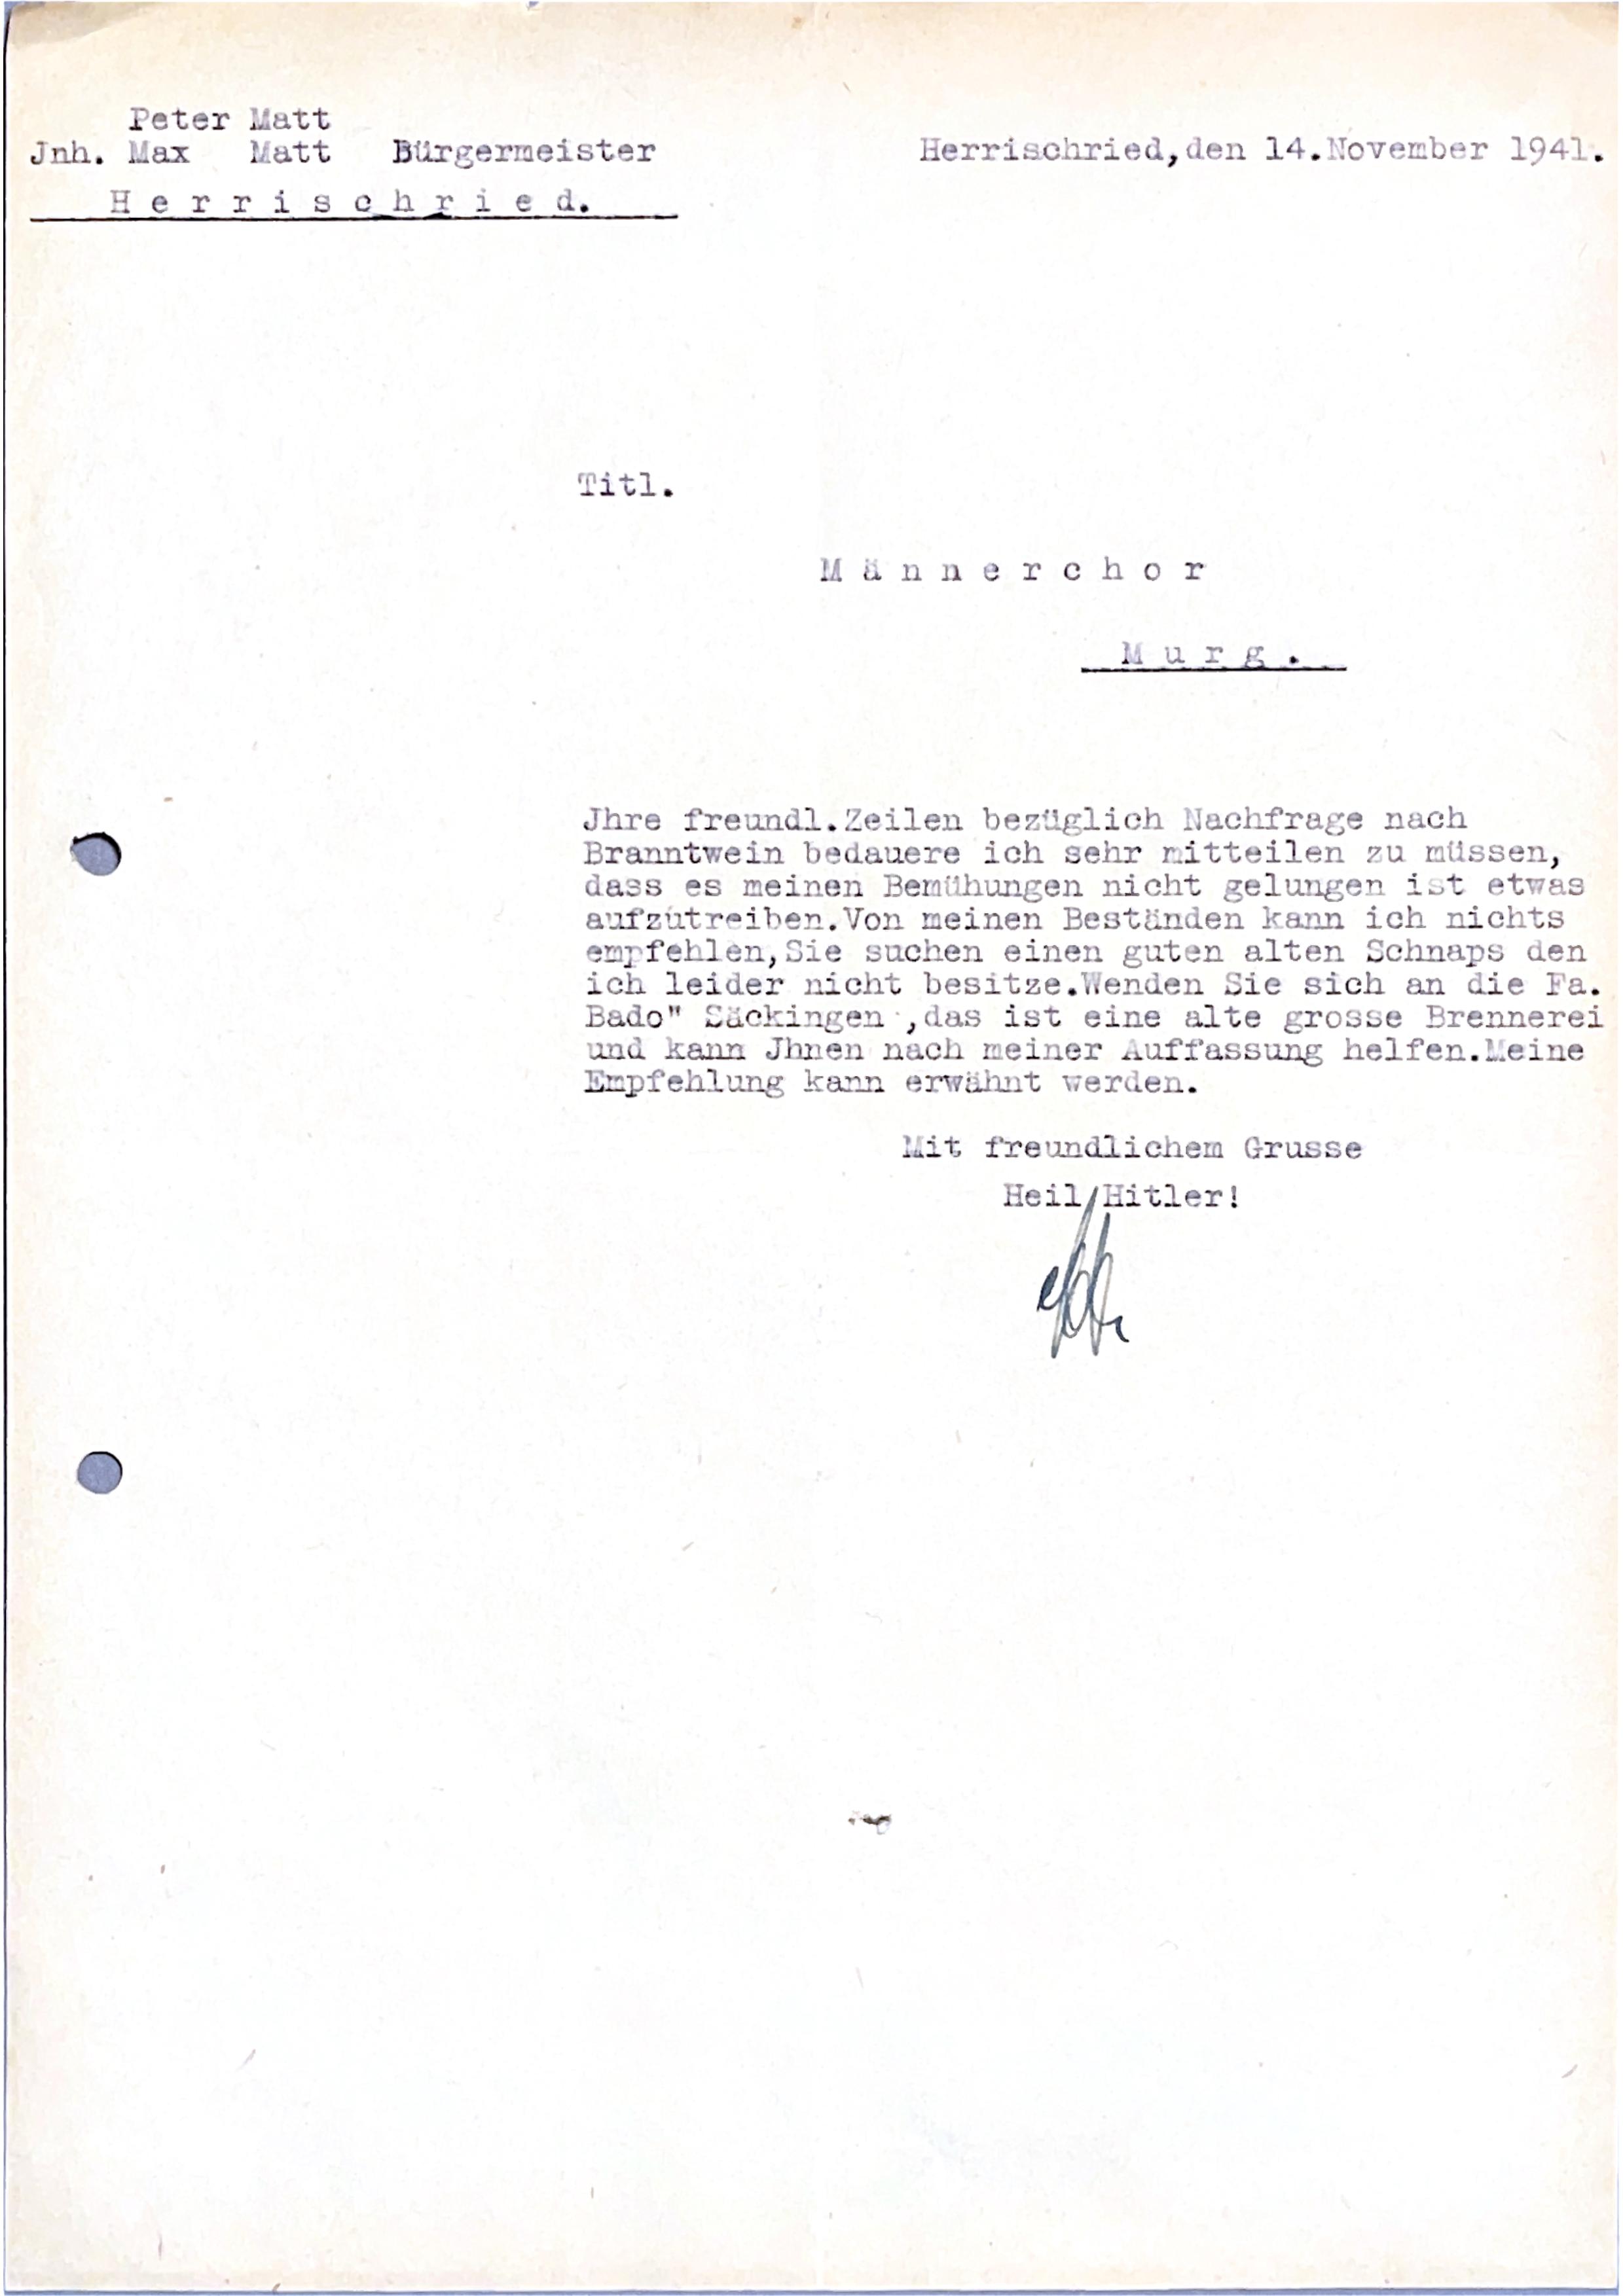 Peter Matt
Jnh. Max Matt Bürgermeister
Herrischried,den 14.November 1941.
H e r r i s c h r i e d.
Titl.
M ä n n e r c h o r
M u r g .
Jhre freundl.Zeilen bezüglich Nachfrage nach
Branntwein bedauere ich sehr mitteilen zu müssen,
dass es meinen Bemühungen nicht gelungen ist etwas
aufzutreiben.Von meinen Beständen kann ich nichts
empfehlen,Sie suchen einen guten alten Schnaps den
ich leider nicht besitze.Wenden Sie sich an die Fa.
Bado" Säckingen ,das ist eine alte grosse Brennerei
und kann Jhnen nach meiner Auffassung helfen.Meine
Empfehlung kann erwähnt werden.
Mit freundlichem Grusse
Heil Hitler!